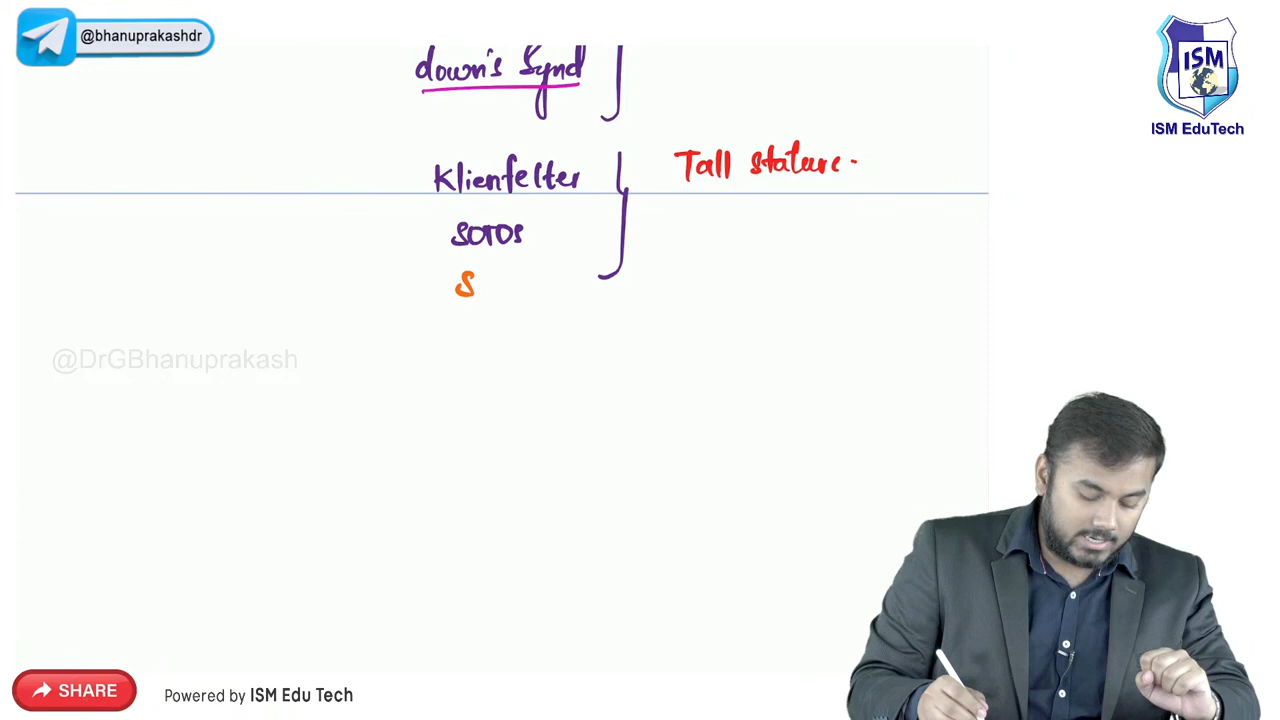 @bhanuprakashdr
ISM
ISM EduTech
down's Synd
Klienfelter
Tall stature.
SOTOS
S
@DrGBhanuprakash
SHARE
Powered by ISM Edu Tech